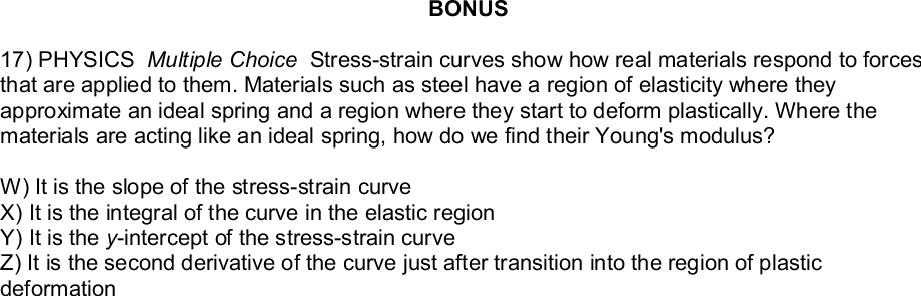 BONUS
17) PHYSICS Multiple Choice Stress-strain curves show how real materials respond to forces
that are applied to them. Materials such as steel have a region of elasticity where they
approximate an ideal spring and a region where they start to deform plastically. Where the
materials are acting like an ideal spring, how do we find their Young's modulus?
W) It is the slope of the stress-strain curve
X) It is the integral of the curve in the elastic region
Y) It is the y-intercept of the stress-strain curve
Z) It is the second derivative of the curve just after transition into the region of plastic
deformation